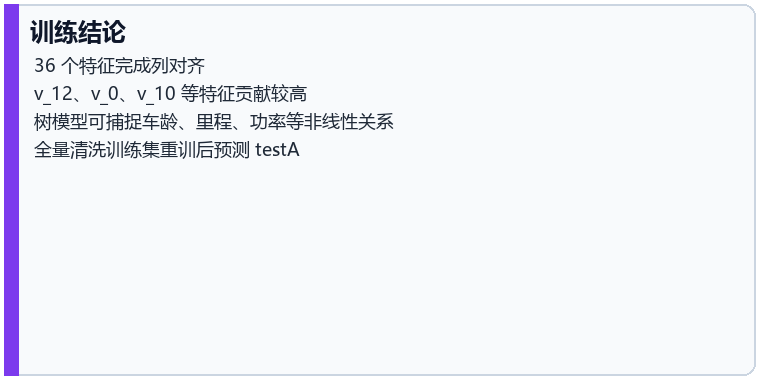 训练结论
36 个特征完成列对齐
v_12、v_0、v_10 等特征贡献较高
树模型可捕捉车龄、里程、功率等非线性关系
全量清洗训练集重训后预测 testA